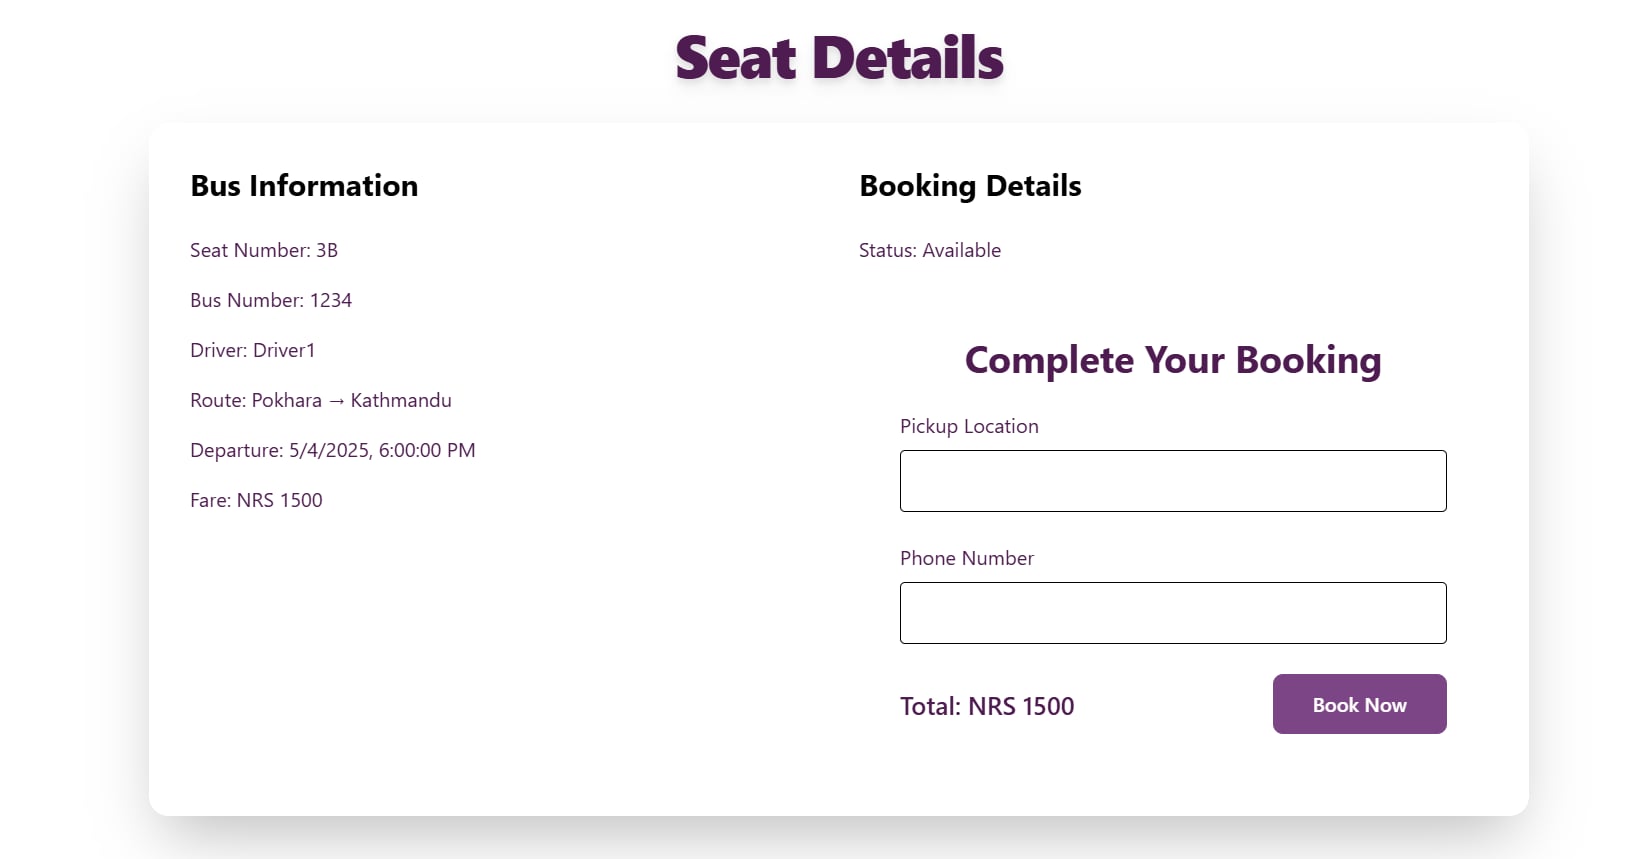 Seat Details
Bus Information
Seat Number: 3B
Bus Number: 1234
Driver: Driver1
Route: Pokhara → Kathmandu
Departure: 5/4/2025, 6:00:00 PM
Fare: NRS 1500
Booking Details
Status: Available
Complete Your Booking
Pickup Location
Phone Number
Total: NRS 1500
Book Now